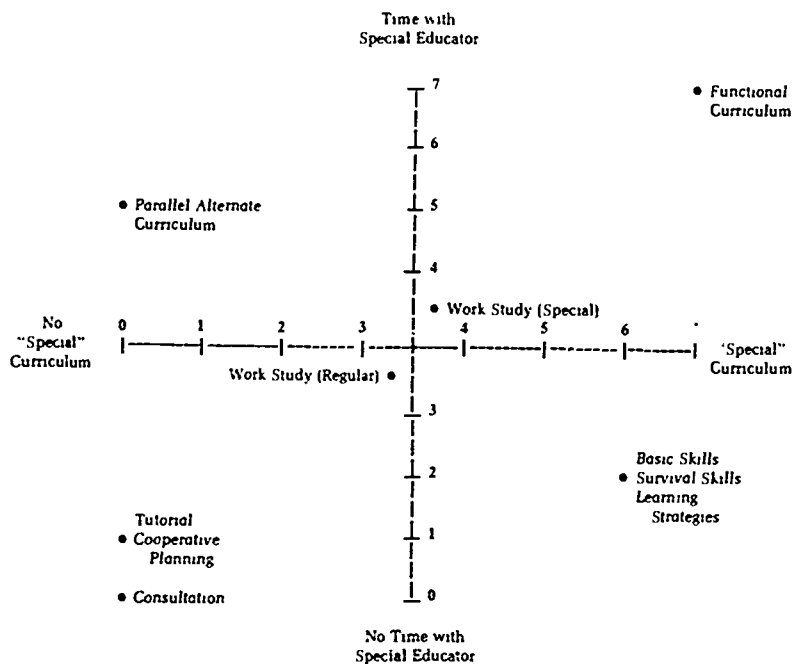 Time with
Special Educator
7
Functional
Curriculum
6
Parallel Alternate
Curriculum
5
4
Work Study (Special)
No
"Special"
Curriculum
0
1
2
3
4
5
6
'Special"
Curriculum
Work Study (Regular)
3
Basic Skills
Survival Skills
Learning
Strategies
2
Tutorial
Cooperative
Planning
1
Consultation
0
No Time with
Special Educator